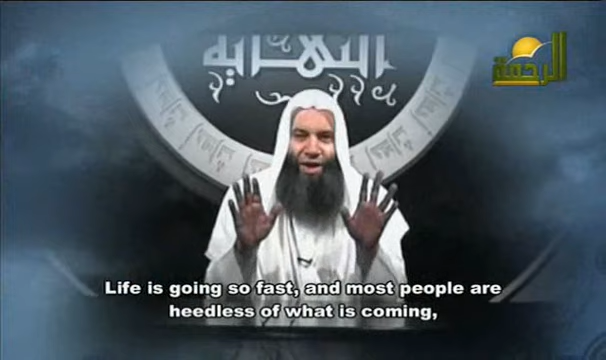 النهاية
الرحمة
Life is going so fast, and most people are
heedless of what is coming,